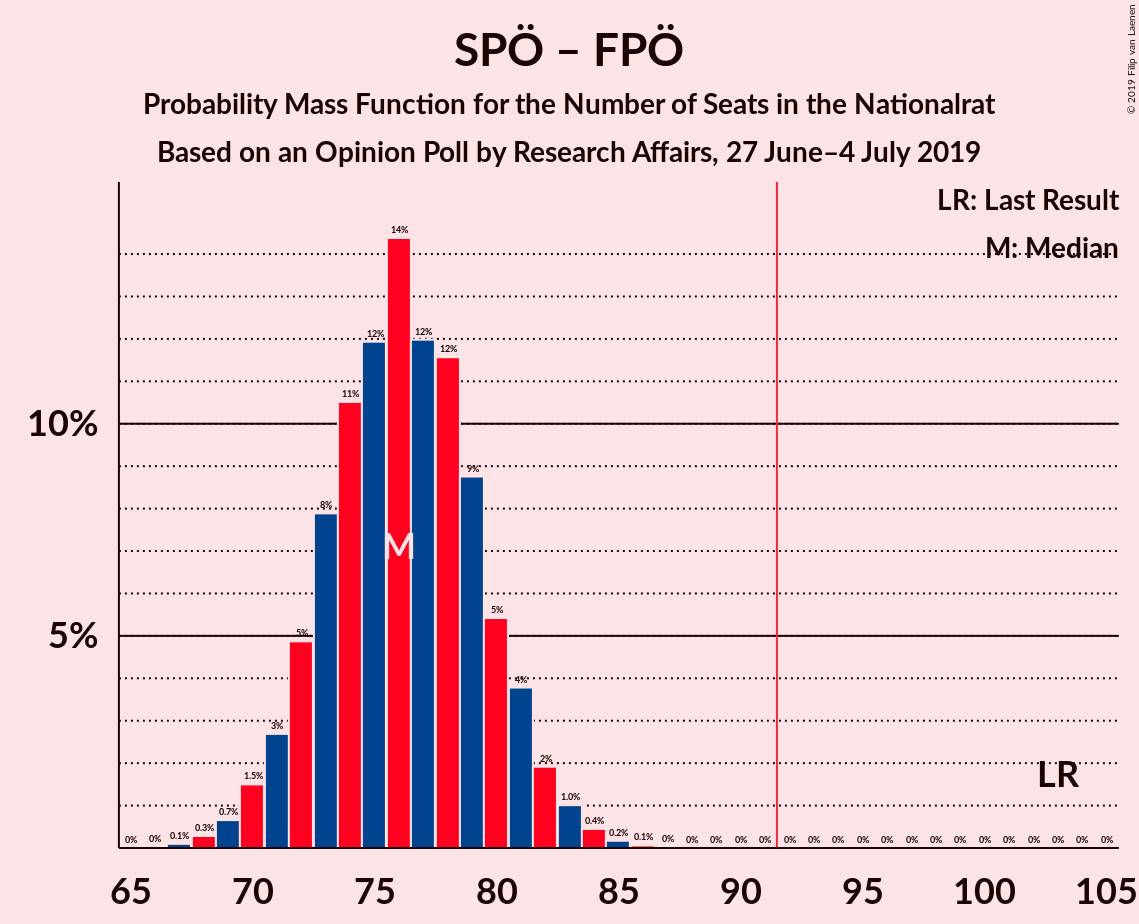 SPÖ – FPÖ
Probability Mass Function for the Number of Seats in the Nationalrat
Based on an Opinion Poll by Research Affairs, 27 June–4 July 2019
© 2019 Filip van Laenen
LR: Last Result
M: Median
10%
5%
0% 0% 0.1% 0.3% 0.7% 1.5% 3% 5% 8% 11% 12% 14% 12% 12% 9% 5% 4% 2% 1.0% 0.4% 0.2% 0.1% 0% 0% 0% 0% 0% 0% 0% 0% 0% 0% 0% 0% 0% 0% 0% 0% 0% 0% 0%
M
LR
65 70 75 80 85 90 95 100 105